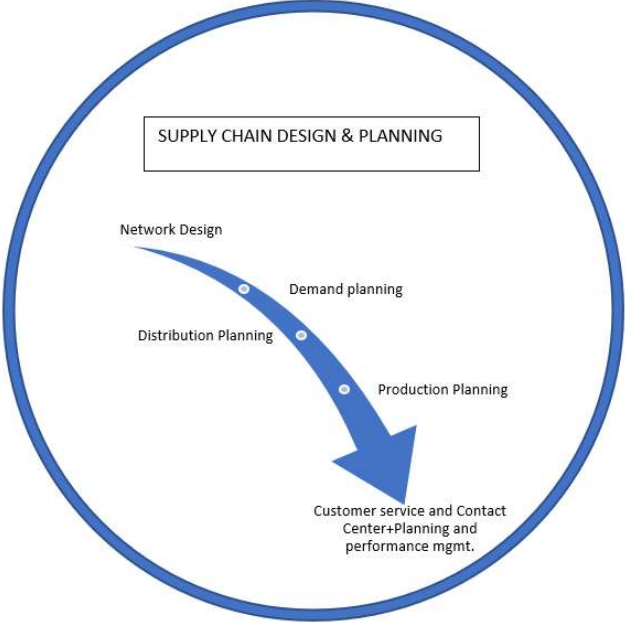 SUPPLY CHAIN DESIGN & PLANNING
Network Design
Demand planning
Distribution Planning
Production Planning
Customer service and Contact
Center+Planning and
performance mgmt.